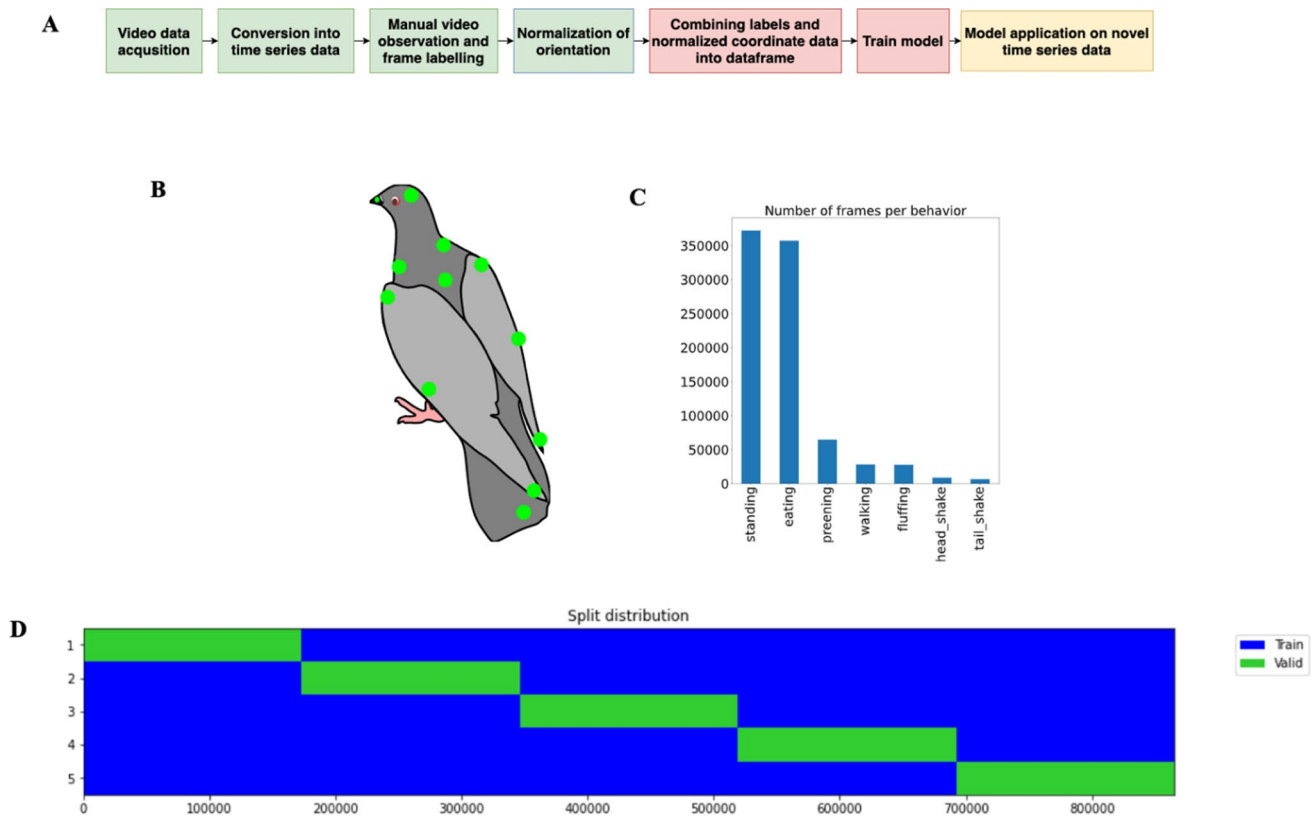 A
Video data
acqusition
Conversion into
time series data
Manual video
observation and
frame labelling
Normalization of
orientation
Combining labels and
normalized coordinate data
into dataframe
Train model
Model application on novel
time series data
B
C
Number of frames per behavior
350000
300000
250000
200000
150000
100000
50000
0
standing
eating
preening
walking
fluffing
head_shake
tail_shake
D
Split distribution
1
2
3
4
5
0
100000
200000
300000
400000
500000
600000
700000
800000
Train
Valid